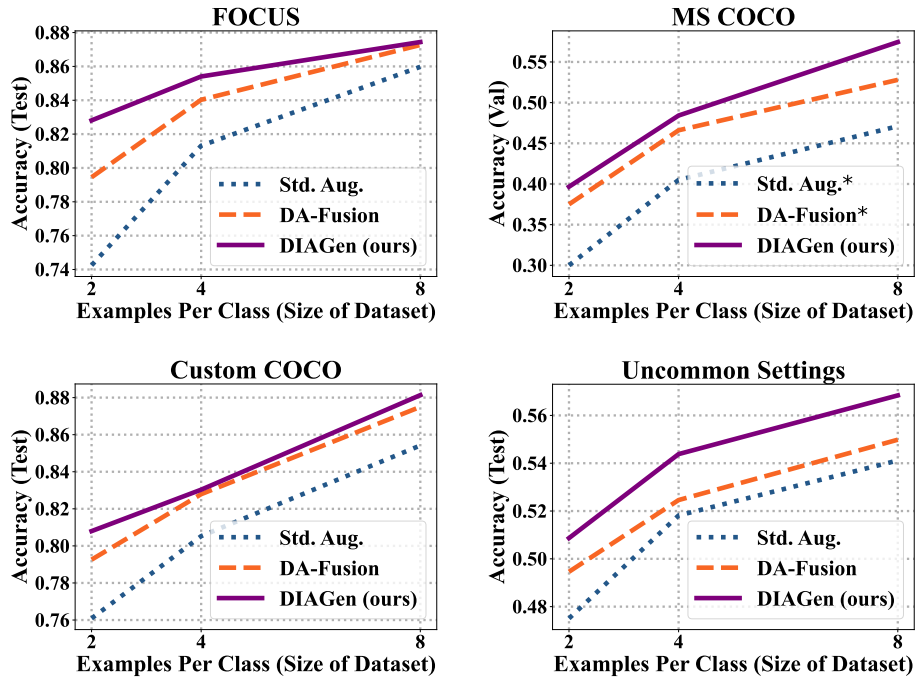 FOCUS
Accuracy (Test)
0.88
0.86
0.84
0.82
0.80
0.78
0.76
0.74
Std. Aug.
DA-Fusion
DIAGen (ours)
2
4
8
Examples Per Class (Size of Dataset)
MS COCO
Accuracy (Val)
0.55
0.50
0.45
0.40
0.35
0.30
Std. Aug.*
DA-Fusion*
DIAGen (ours)
2
4
8
Examples Per Class (Size of Dataset)
Custom COCO
Accuracy (Test)
0.88
0.86
0.84
0.82
0.80
0.78
0.76
Std. Aug.
DA-Fusion
DIAGen (ours)
2
4
8
Examples Per Class (Size of Dataset)
Uncommon Settings
Accuracy (Test)
0.56
0.54
0.52
0.50
0.48
Std. Aug.
DA-Fusion
DIAGen (ours)
2
4
8
Examples Per Class (Size of Dataset)